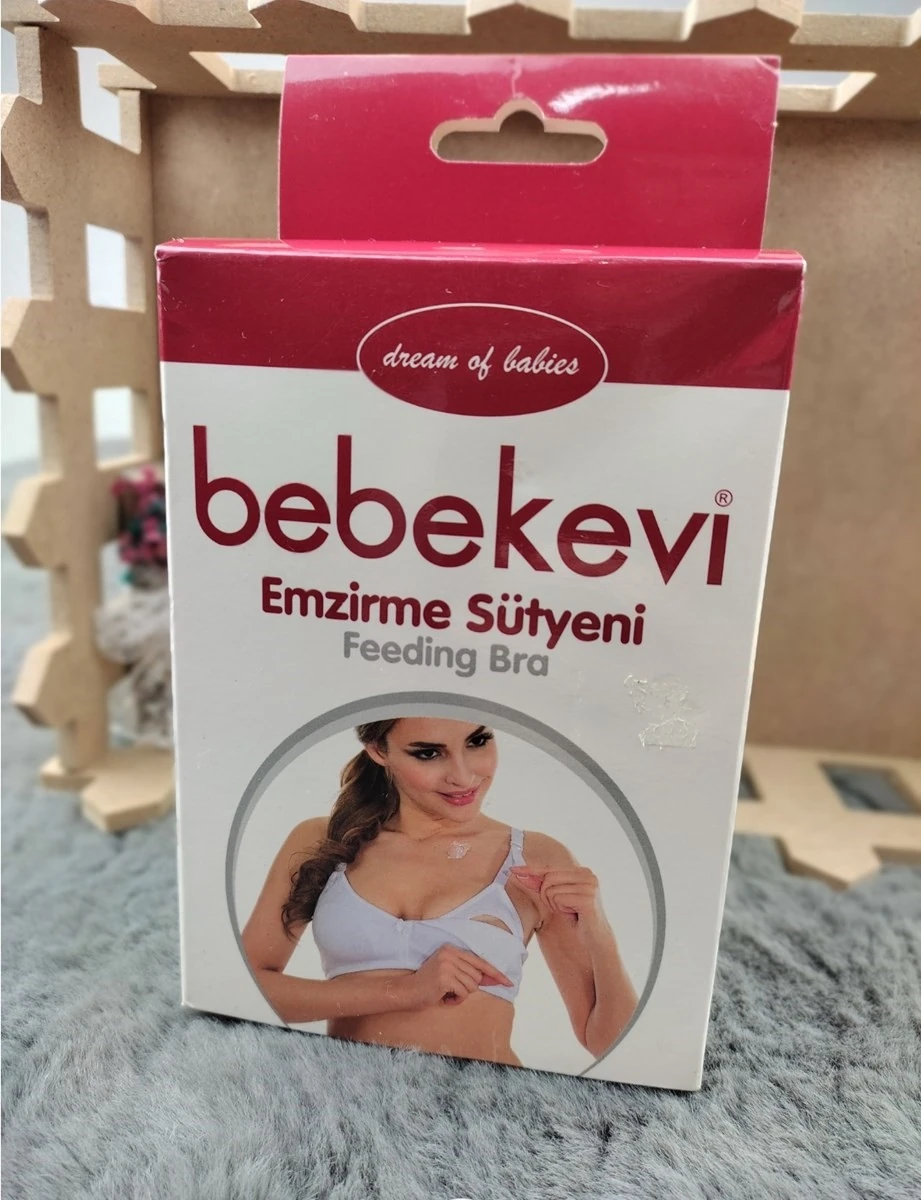 dream of babies
bebekevi®
Emzirme Sütyeni
Feeding Bra